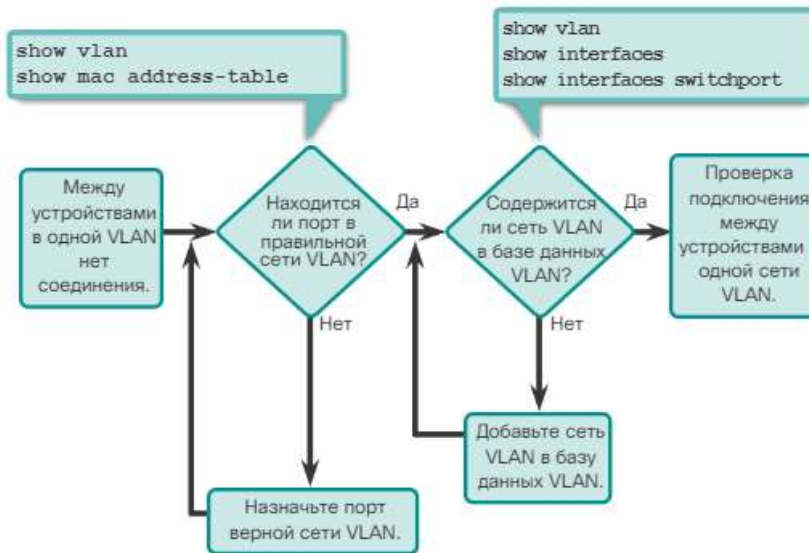 show vlan
show mac address-table
show vlan
show interfaces
show interfaces switchport
Между
устройствами
в одной VLAN
нет
соединения.
Находится
ли порт в
правильной
сети VLAN?
Да
Содержится
ли сеть VLAN
в базе данных
VLAN?
Да
Проверка
подключения
между
устройствами
одной сети
VLAN.
Нет
Нет
Добавьте сеть
VLAN в базу
данных VLAN.
Назначьте порт
верной сети VLAN.